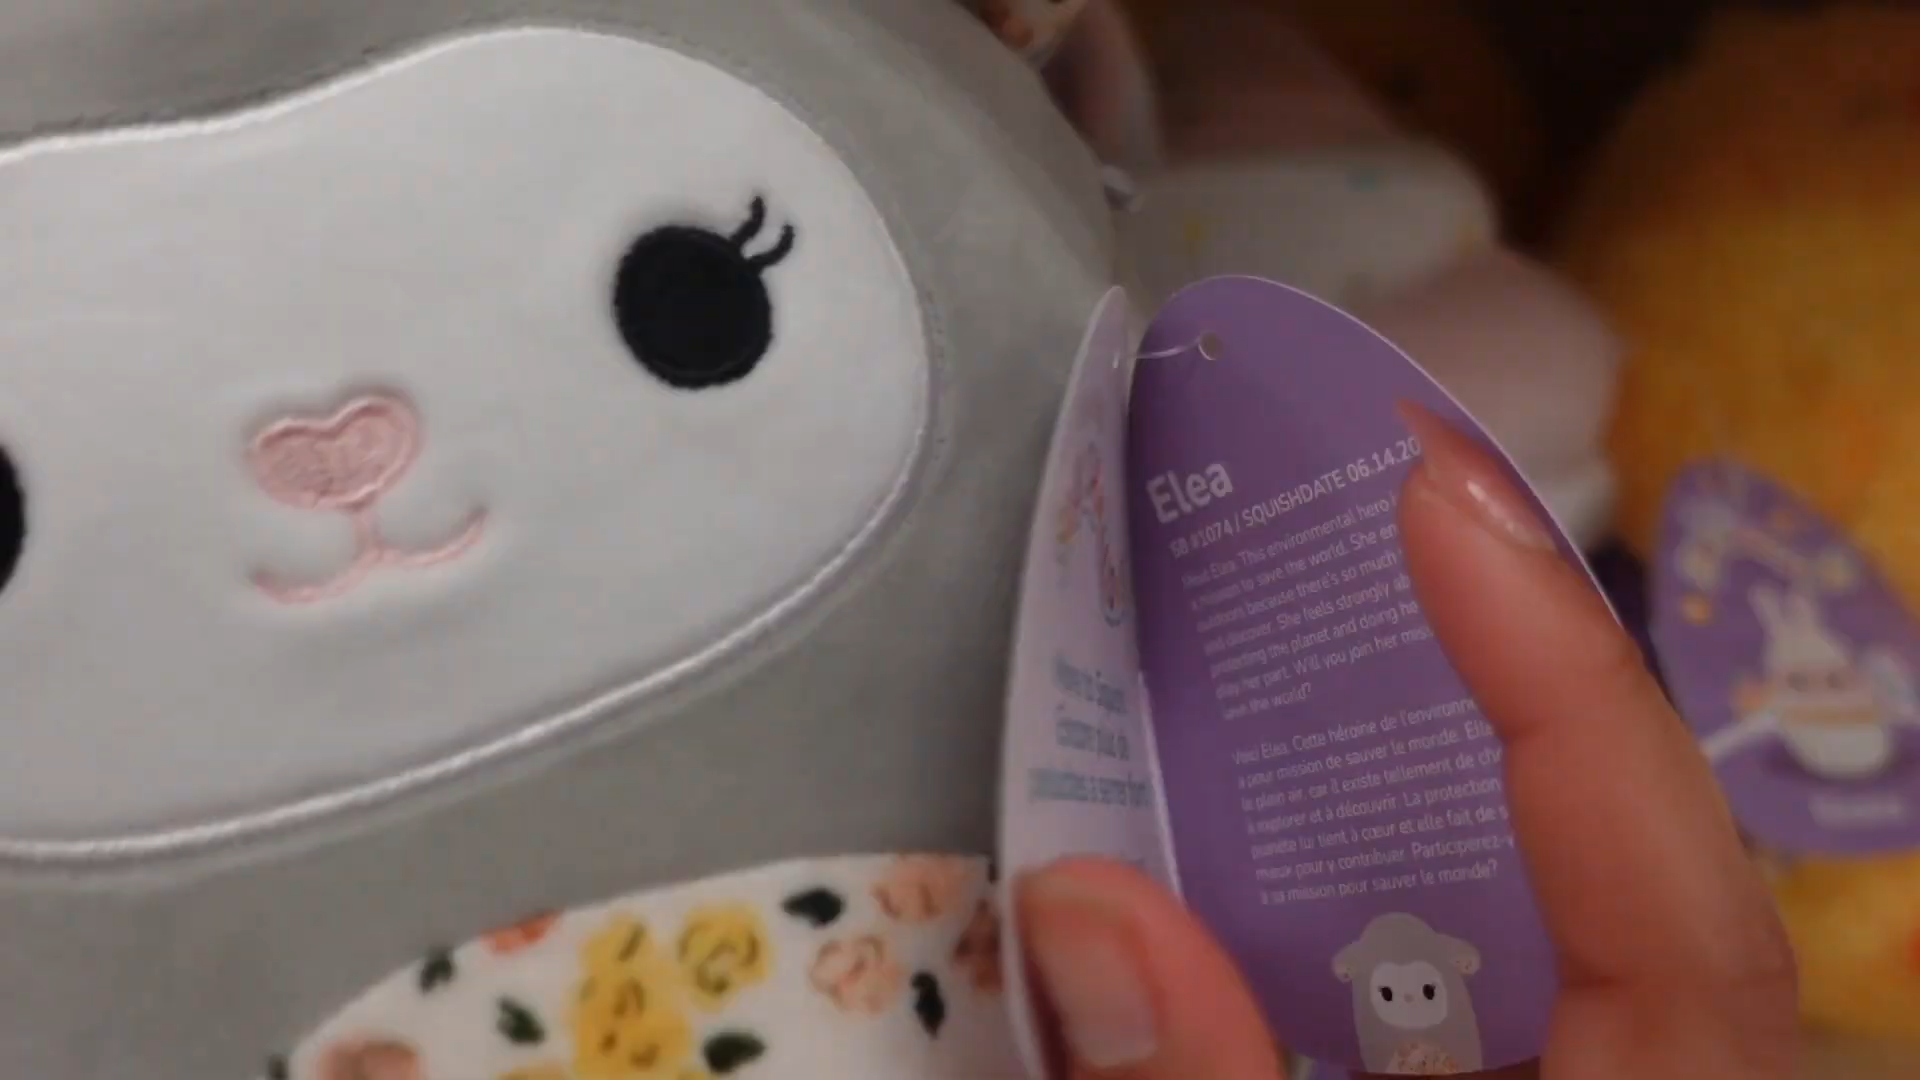 Elea
SB #1074 / SQUISHDATE 06.14.20
Meet Elea. This environmental hero
a mission to save the world. She en
outdoors because there's so much
and discover. She feels strongly ab
protecting the planet and doing he
play her part. Will you join her mis
save the world?
Voici Elea. Cette héroïne de l'environn
a pour mission de sauver le monde. Elle
le plein air, car il existe tellement de ch
à explorer et à découvrir. La protection
planète lui tient à cœur et elle fait de s
mieux pour y contribuer. Participerez-v
à sa mission pour sauver le monde?